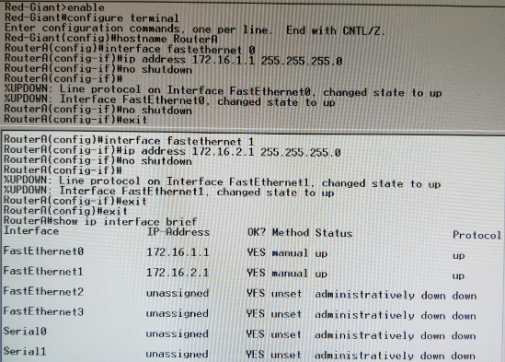 Red-Giant>enable
Red-Giant#configure terminal
Enter configuration commands, one per line.  End with CNTL/Z.
Red-Giant(config)#hostname RouterA
RouterA(config)#interface fastethernet 0
RouterA(config-if)#ip address 172.16.1.1 255.255.255.0
RouterA(config-if)#no shutdown
RouterA(config-if)#
%UPDOWN: Line protocol on Interface FastEthernet0, changed state to up
%UPDOWN: Interface FastEthernet0, changed state to up
RouterA(config-if)#no shutdown
RouterA(config-if)#exit
RouterA(config)#interface fastethernet 1
RouterA(config-if)#ip address 172.16.2.1 255.255.255.0
RouterA(config-if)#no shutdown
RouterA(config-if)#
%UPDOWN: Line protocol on Interface FastEthernet1, changed state to up
%UPDOWN: Interface FastEthernet1, changed state to up
RouterA(config-if)#exit
RouterA(config)#exit
RouterA#show ip interface brief
Interface IP-Address OK? Method Status Protocol
FastEthernet0 172.16.1.1 YES manual up up
FastEthernet1 172.16.2.1 YES manual up up
FastEthernet2 unassigned YES unset administratively down down
FastEthernet3 unassigned YES unset administratively down down
Serial0 unassigned YES unset administratively down down
Serial1 unassigned YES unset administratively down down